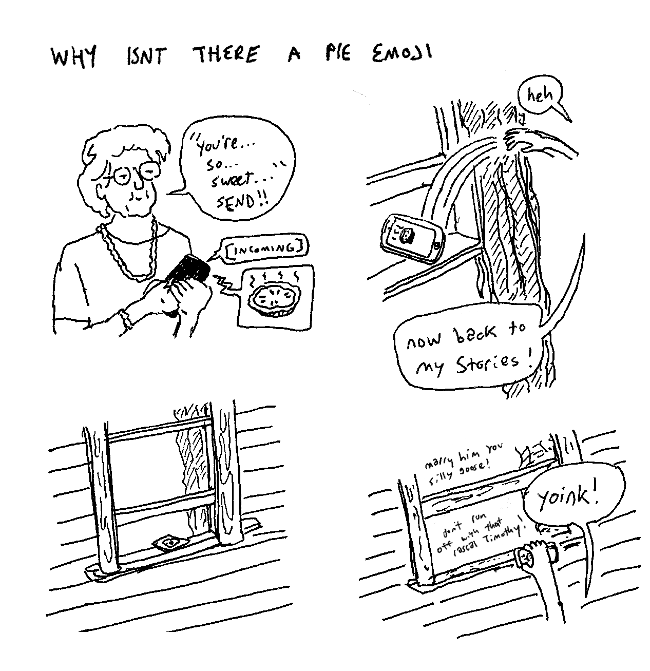 WHY ISNT THERE A PIE EMOJI
"You're...
so...
sweet..."
SEND!!
[INCOMING]
heh
now back to
my stories!
marry him you
silly goose!
don't run
off with that
rascal Timothy!
yoink!